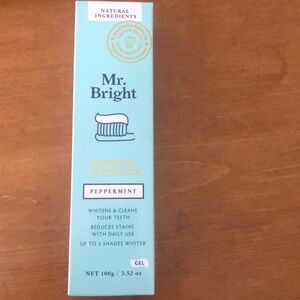 NATURAL
INGREDIENTS
Mr.
Bright
PEPPERMINT
WHITENS & CLEANS
YOUR TEETH
REDUCES STAINS
WITH DAILY USE
UP TO 5 SHADES WHITER
GEL
NET 100g / 3.52 oz